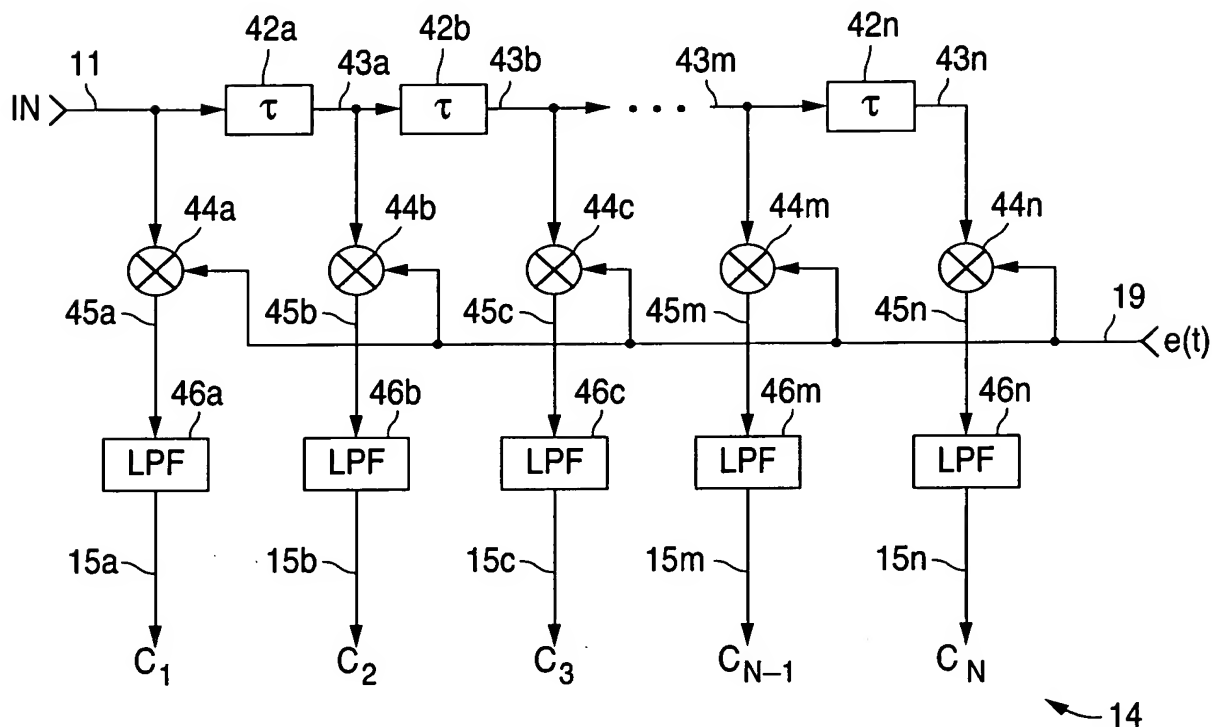 42a 42b 42n
11 43a 43b 43m 43n
IN τ τ • • • τ
44a 44b 44c 44m 44n
45a 45b 45c 45m 45n 19
e(t)
46a 46b 46c 46m 46n
LPF LPF LPF LPF LPF
15a 15b 15c 15m 15n
C1 C2 C3 CN–1 CN
14